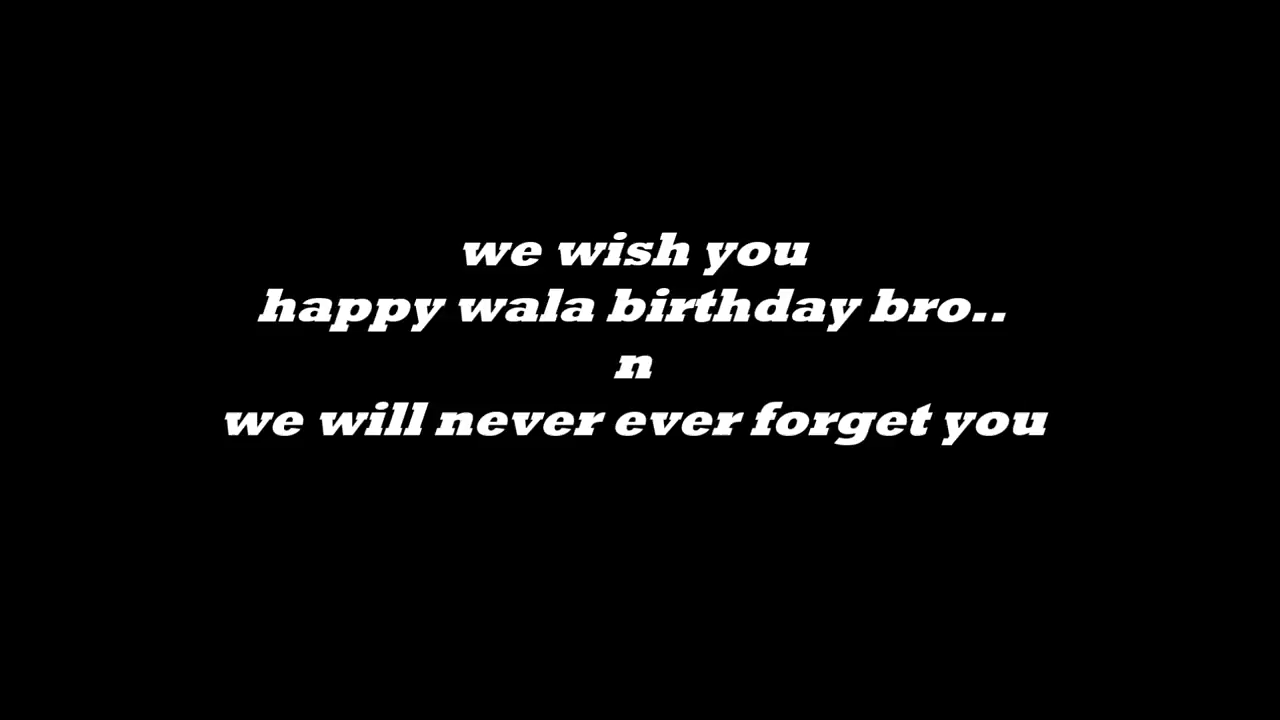 we wish you
happy wala birthday bro..
n
we will never ever forget you